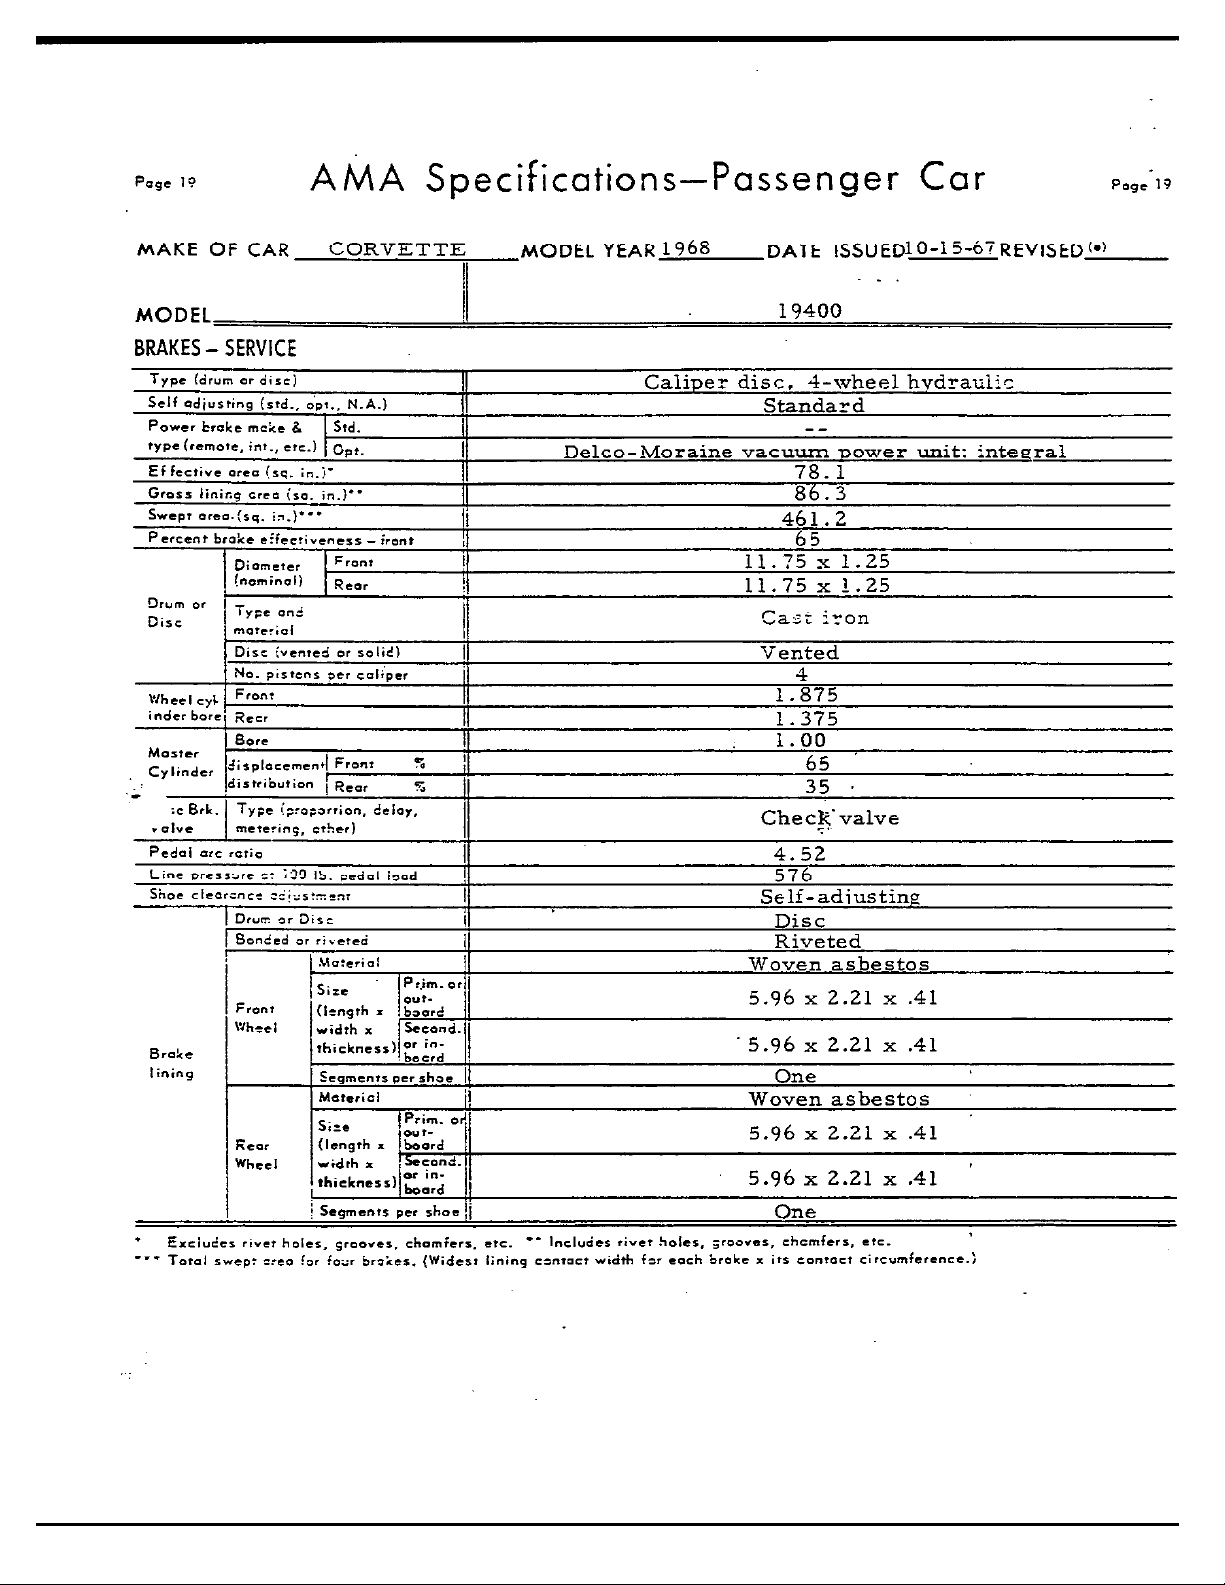 Page 19 AMA Specifications—Passenger Car Page 19
MAKE OF CAR CORVETTE MODEL YEAR 1968 DATE ISSUED 10-15-67 REVISED (•)
MODEL 19400
BRAKES – SERVICE
Type (drum or disc) Caliper disc, 4-wheel hydraulic
Self adjusting (std., opt., N.A.) Standard
Power brake make & type (remote, int., etc.) Std. --
Opt. Delco-Moraine vacuum power unit: integral
Effective area (sq. in.)* 78.1
Gross lining area (sq. in.)** 86.3
Swept area (sq. in.)*** 461.2
Percent brake effectiveness – front 65
Drum or Disc Diameter (nominal) Front 11.75 x 1.25
Rear 11.75 x 1.25
Type and material Cast iron
Disc (vented or solid) Vented
No. pistons per caliper 4
Wheel cylinder bore Front 1.875
Rear 1.375
Master Cylinder Bore 1.00
displacement distribution Front % 65
Rear % 35
Brk. valve Type (proportion, delay, metering, other) Check valve
Pedal arc ratio 4.52
Line pressure at 100 lb. pedal load 576
Shoe clearance adjustment Self-adjusting
Brake lining Drum or Disc Disc
Bonded or riveted Riveted
Front Wheel Material Woven asbestos
Size (length x width x thickness) Prim. or out-board 5.96 x 2.21 x .41
Second. or in-board 5.96 x 2.21 x .41
Segments per shoe One
Rear Wheel Material Woven asbestos
Size (length x width x thickness) Prim. or out-board 5.96 x 2.21 x .41
Second. or in-board 5.96 x 2.21 x .41
Segments per shoe One
* Excludes rivet holes, grooves, chamfers, etc. ** Includes rivet holes, grooves, chamfers, etc.
*** Total swept area for four brakes. (Widest lining contact width for each brake x its contact circumference.)